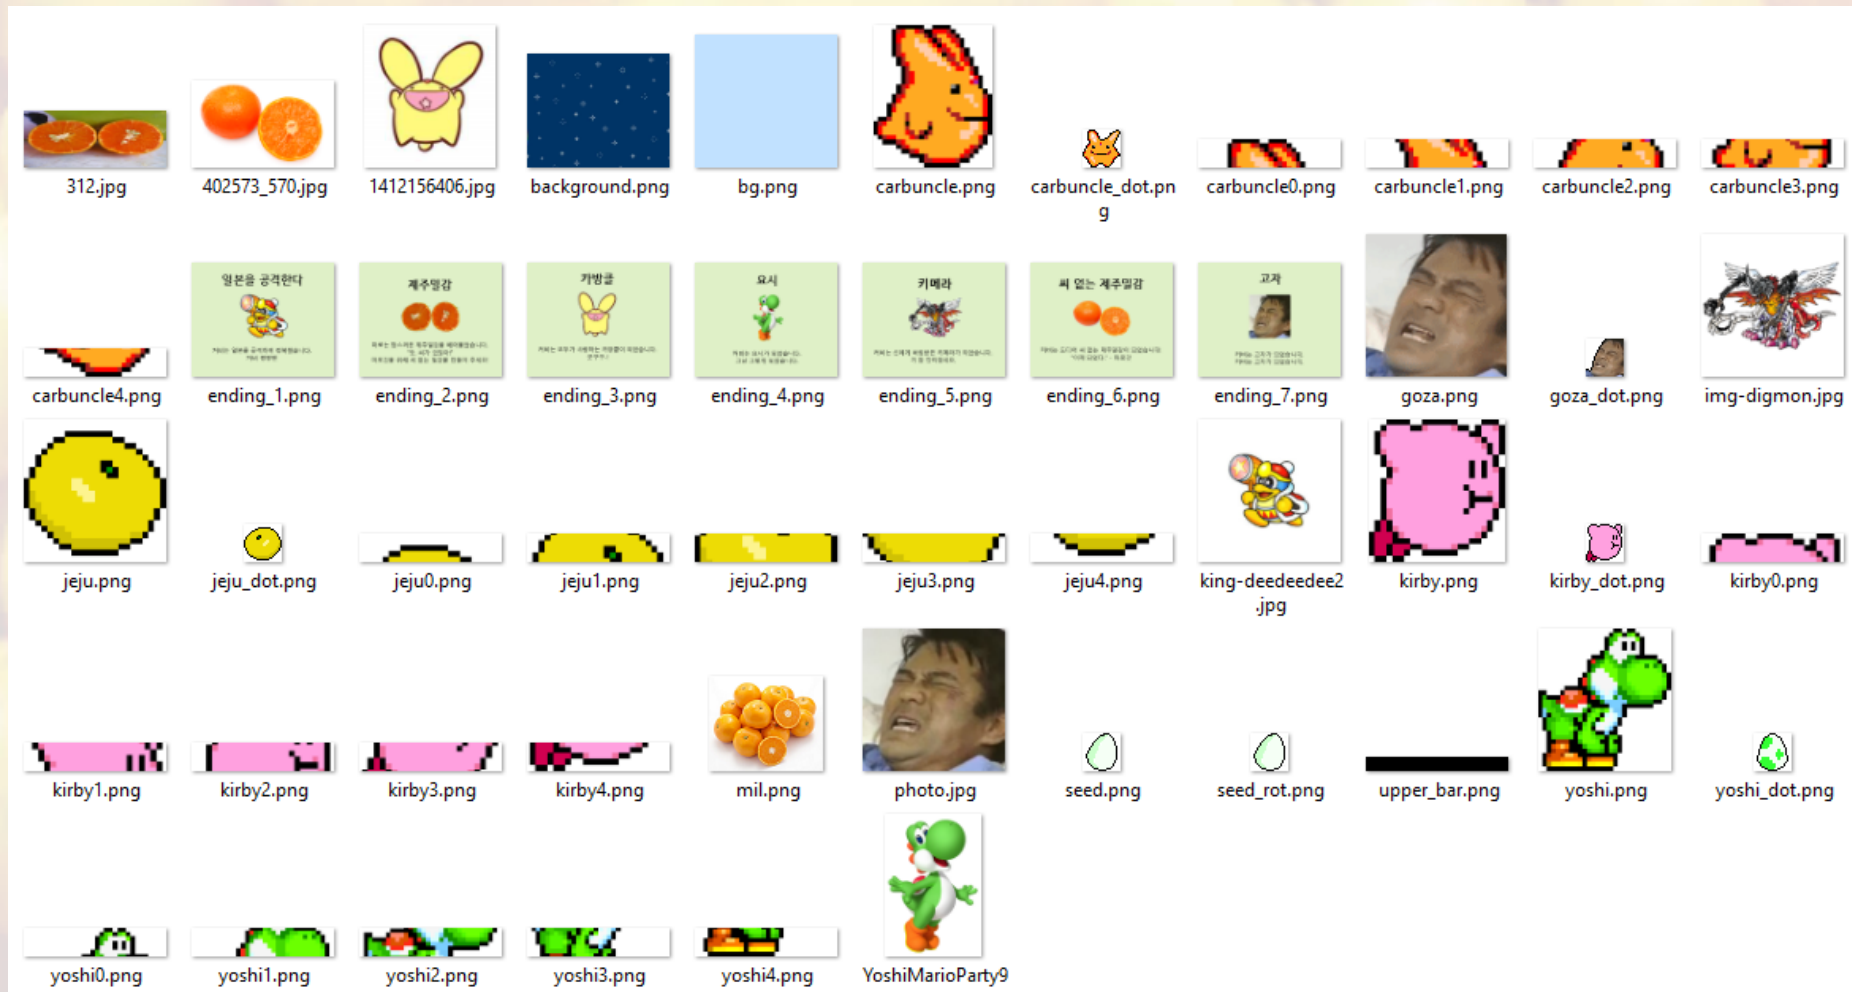 312.jpg
402573_570.jpg
1412156406.jpg
background.png
bg.png
carbuncle.png
carbuncle_dot.pn
g
carbuncle0.png
carbuncle1.png
carbuncle2.png
carbuncle3.png
일본을 공격한다
제주밀감
카방클
요시
키메라
씨 없는 제주밀감
고자
carbuncle4.png
ending_1.png
ending_2.png
ending_3.png
ending_4.png
ending_5.png
ending_6.png
ending_7.png
goza.png
goza_dot.png
img-digmon.jpg
jeju.png
jeju_dot.png
jeju0.png
jeju1.png
jeju2.png
jeju3.png
jeju4.png
king-deedeedee2
.jpg
kirby.png
kirby_dot.png
kirby0.png
kirby1.png
kirby2.png
kirby3.png
kirby4.png
mil.png
photo.jpg
seed.png
seed_rot.png
upper_bar.png
yoshi.png
yoshi_dot.png
yoshi0.png
yoshi1.png
yoshi2.png
yoshi3.png
yoshi4.png
YoshiMarioParty9